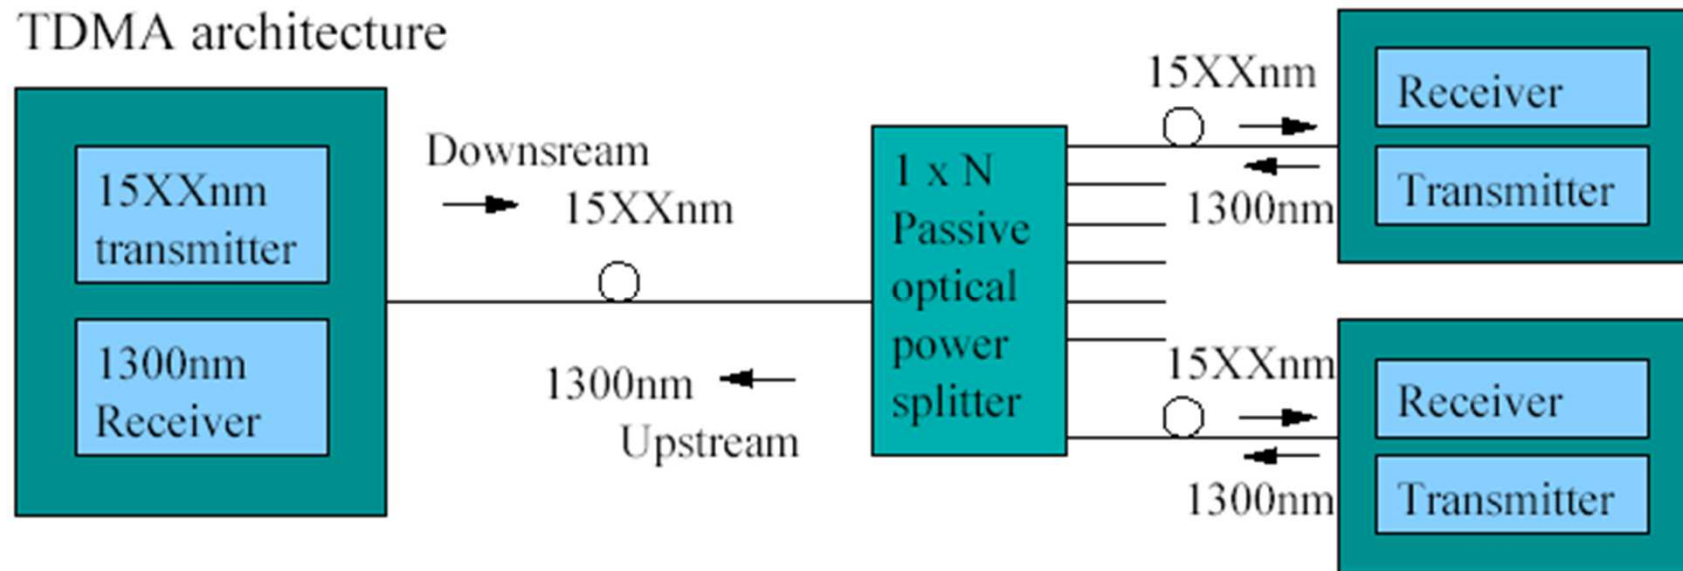 TDMA architecture
15XXnm
transmitter
1300nm
Receiver
Downsream
15XXnm
1300nm
Upstream
1 x N
Passive
optical
power
splitter
15XXnm
1300nm
Receiver
Transmitter
15XXnm
1300nm
Receiver
Transmitter